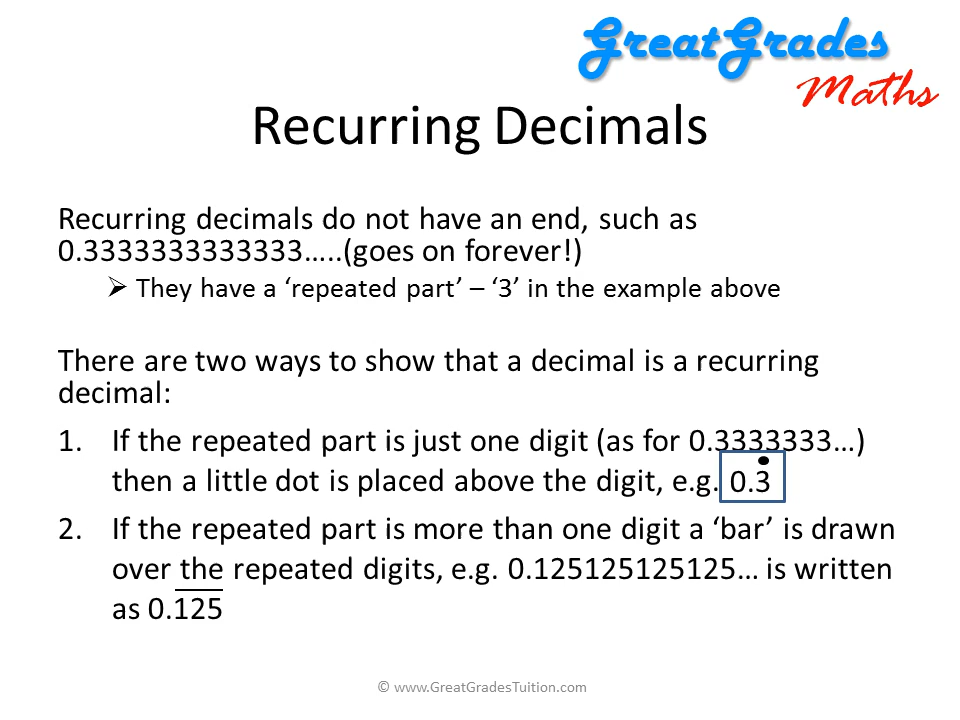 GreatGrades
Maths
Recurring Decimals
Recurring decimals do not have an end, such as
0.3333333333333…..(goes on forever!)
➢ They have a ‘repeated part’ – ‘3’ in the example above
There are two ways to show that a decimal is a recurring
decimal:
1. If the repeated part is just one digit (as for 0.3333333…)
then a little dot is placed above the digit, e.g. 0.3̇
2. If the repeated part is more than one digit a ‘bar’ is drawn
over the repeated digits, e.g. 0.125125125125… is written
as 0.1̅2̅5̅
© www.GreatGradesTuition.com